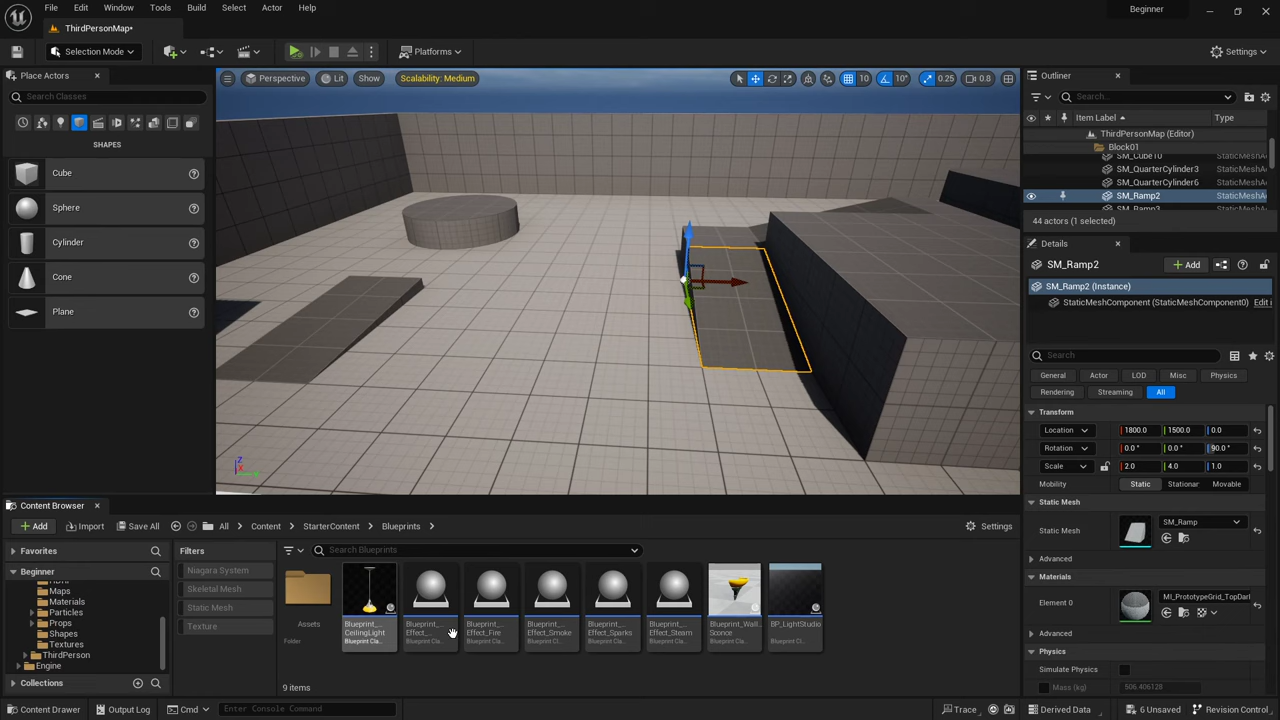 File Edit Window Tools Build Select Actor Help
Beginner
ThirdPersonMap*
Selection Mode
Platforms
Settings
Place Actors
Search Classes
SHAPES
Cube
Sphere
Cylinder
Cone
Plane
Perspective Lit Show Scalability: Medium
10 10° 0.25 0.8
Z
X
Outliner
Search...
Item Label Type
ThirdPersonMap (Editor)
Block01
SM_Cube10 StaticMeshA
SM_QuarterCylinder3 StaticMeshA
SM_QuarterCylinder6 StaticMeshA
SM_Ramp2 StaticMeshA
SM_Ramp3
44 actors (1 selected)
Details
SM_Ramp2
Add
SM_Ramp2 (Instance)
StaticMeshComponent (StaticMeshComponent0) Edit i
Search
General Actor LOD Misc Physics
Rendering Streaming All
Transform
Location 1800.0 1500.0 0.0
Rotation 0.0 ° 0.0 ° 90.0 °
Scale 2.0 4.0 1.0
Mobility Static Stationar Movable
Static Mesh
Static Mesh SM_Ramp
Advanced
Materials
Element 0 MI_PrototypeGrid_TopDark
Advanced
Physics
Simulate Physics
Mass (kg) 506.406128
Content Browser
Add Import Save All All Content StarterContent Blueprints Settings
Favorites
Beginner
Maps
Materials
Particles
Props
Shapes
Textures
ThirdPerson
Engine
Collections
Filters
Niagara System
Skeletal Mesh
Static Mesh
Texture
Search Blueprints
Assets
Folder
Blueprint_
CeilingLight
Blueprint Cla...
Blueprint_
Effect_...
Blueprint Cla...
Blueprint_
Effect_Fire
Blueprint Cla...
Blueprint_
Effect_Smoke
Blueprint Cla...
Blueprint_
Effect_Sparks
Blueprint Cla...
Blueprint_
Effect_Steam
Blueprint Cla...
Blueprint_Wall_
Sconce
Blueprint Cla...
BP_LightStudio
Blueprint Cla...
9 items
Content Drawer Output Log Cmd Enter Console Command
Trace Derived Data 6 Unsaved Revision Control